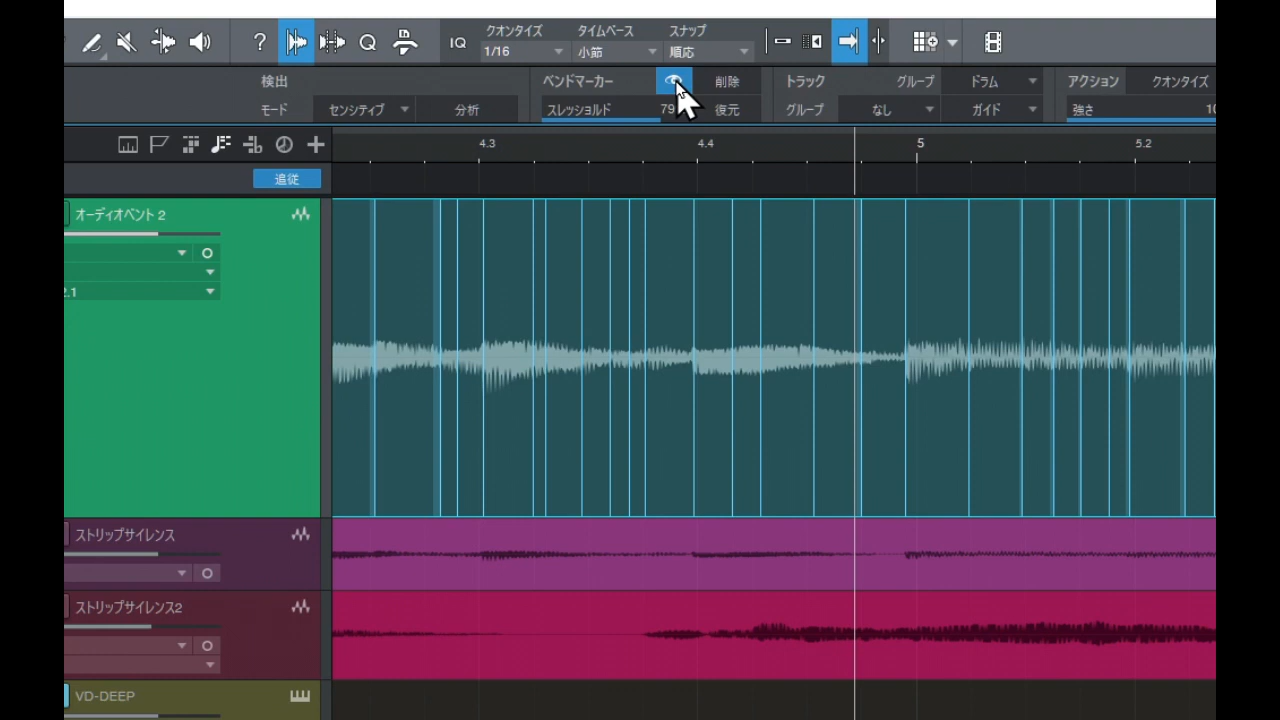 クオンタイズ タイムベース スナップ
? Q IQ 1/16 小節 順応
検出 ベンドマーカー 削除 トラック グループ ドラム アクション クオンタイズ
モード センシティブ 分析 スレッショルド 79 復元 グループ なし ガイド 強さ 10
4.3 4.4 5 5.2
追従
オーディオベント 2
2.1
ストリップサイレンス
ストリップサイレンス2
VD-DEEP